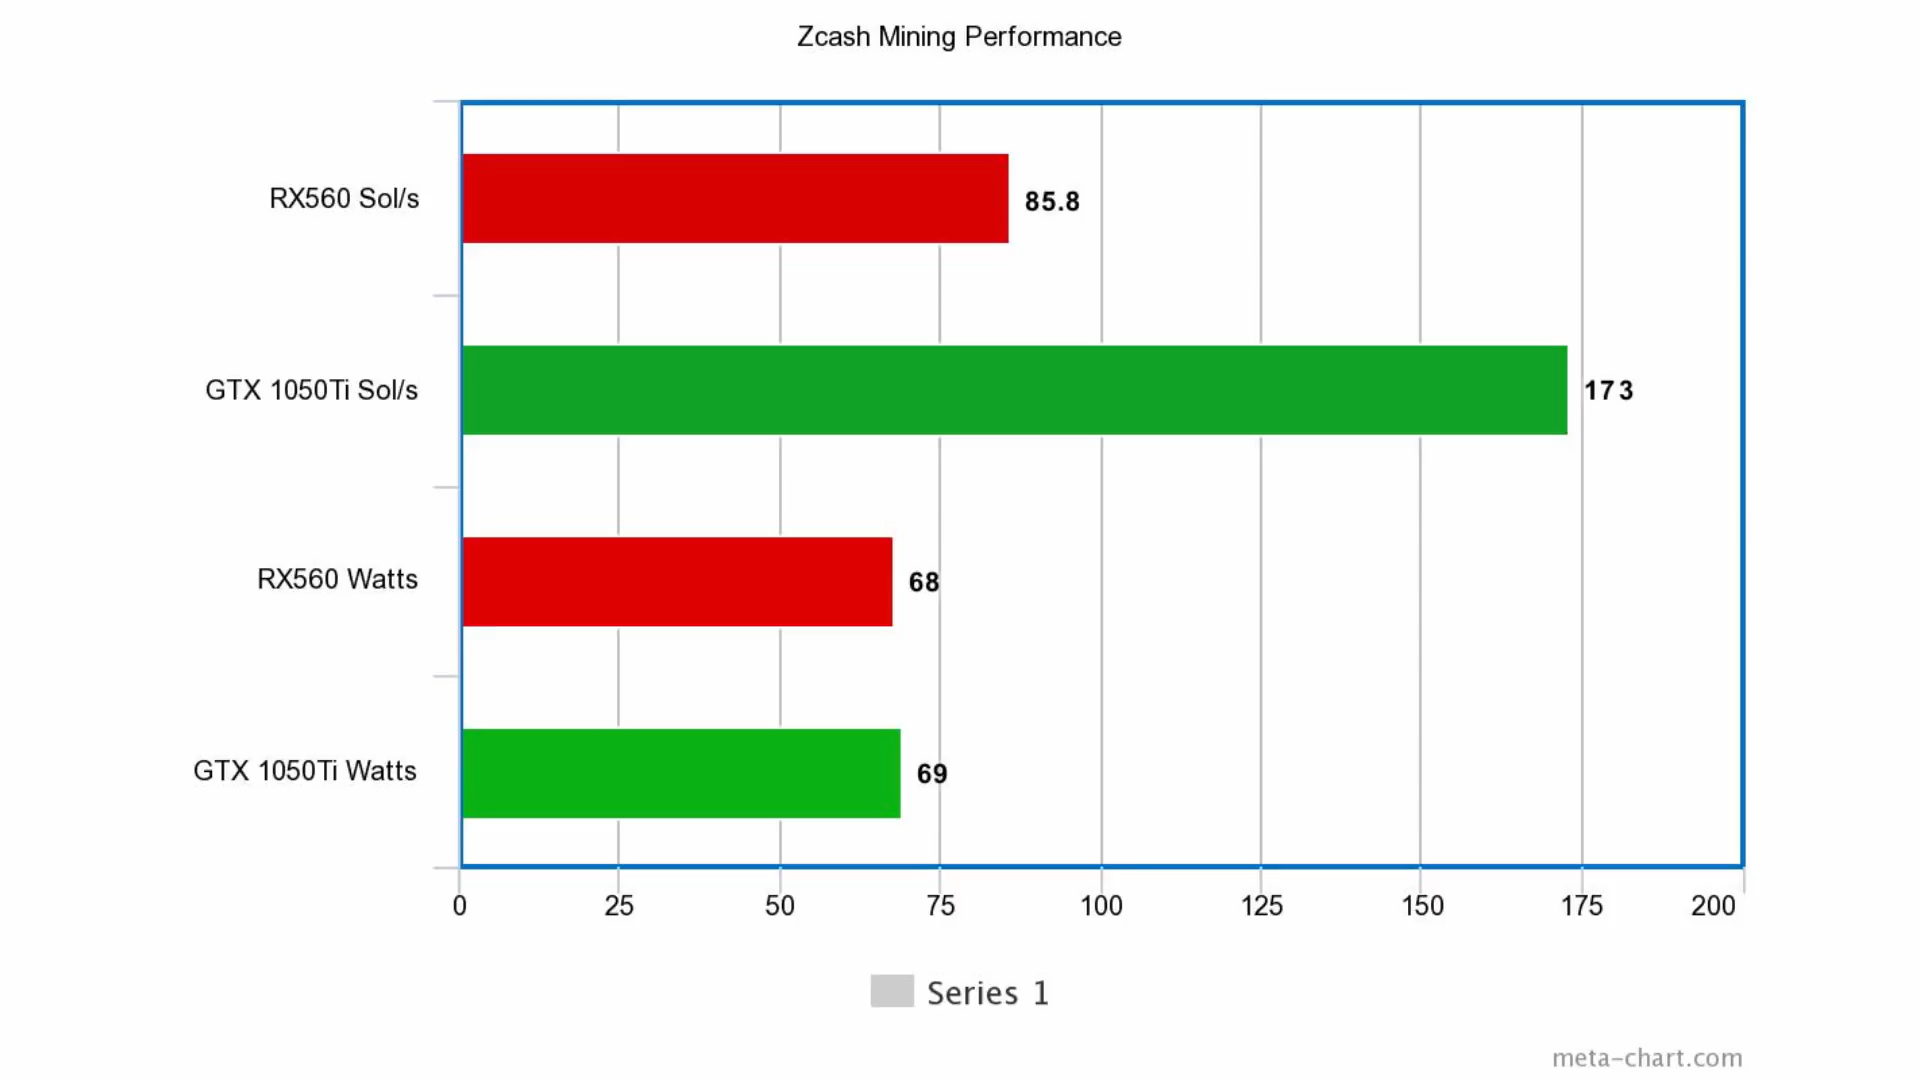 Zcash Mining Performance
RX560 Sol/s
85.8
GTX 1050Ti Sol/s
173
RX560 Watts
68
GTX 1050Ti Watts
69
0 25 50 75 100 125 150 175 200
Series 1
meta-chart.com